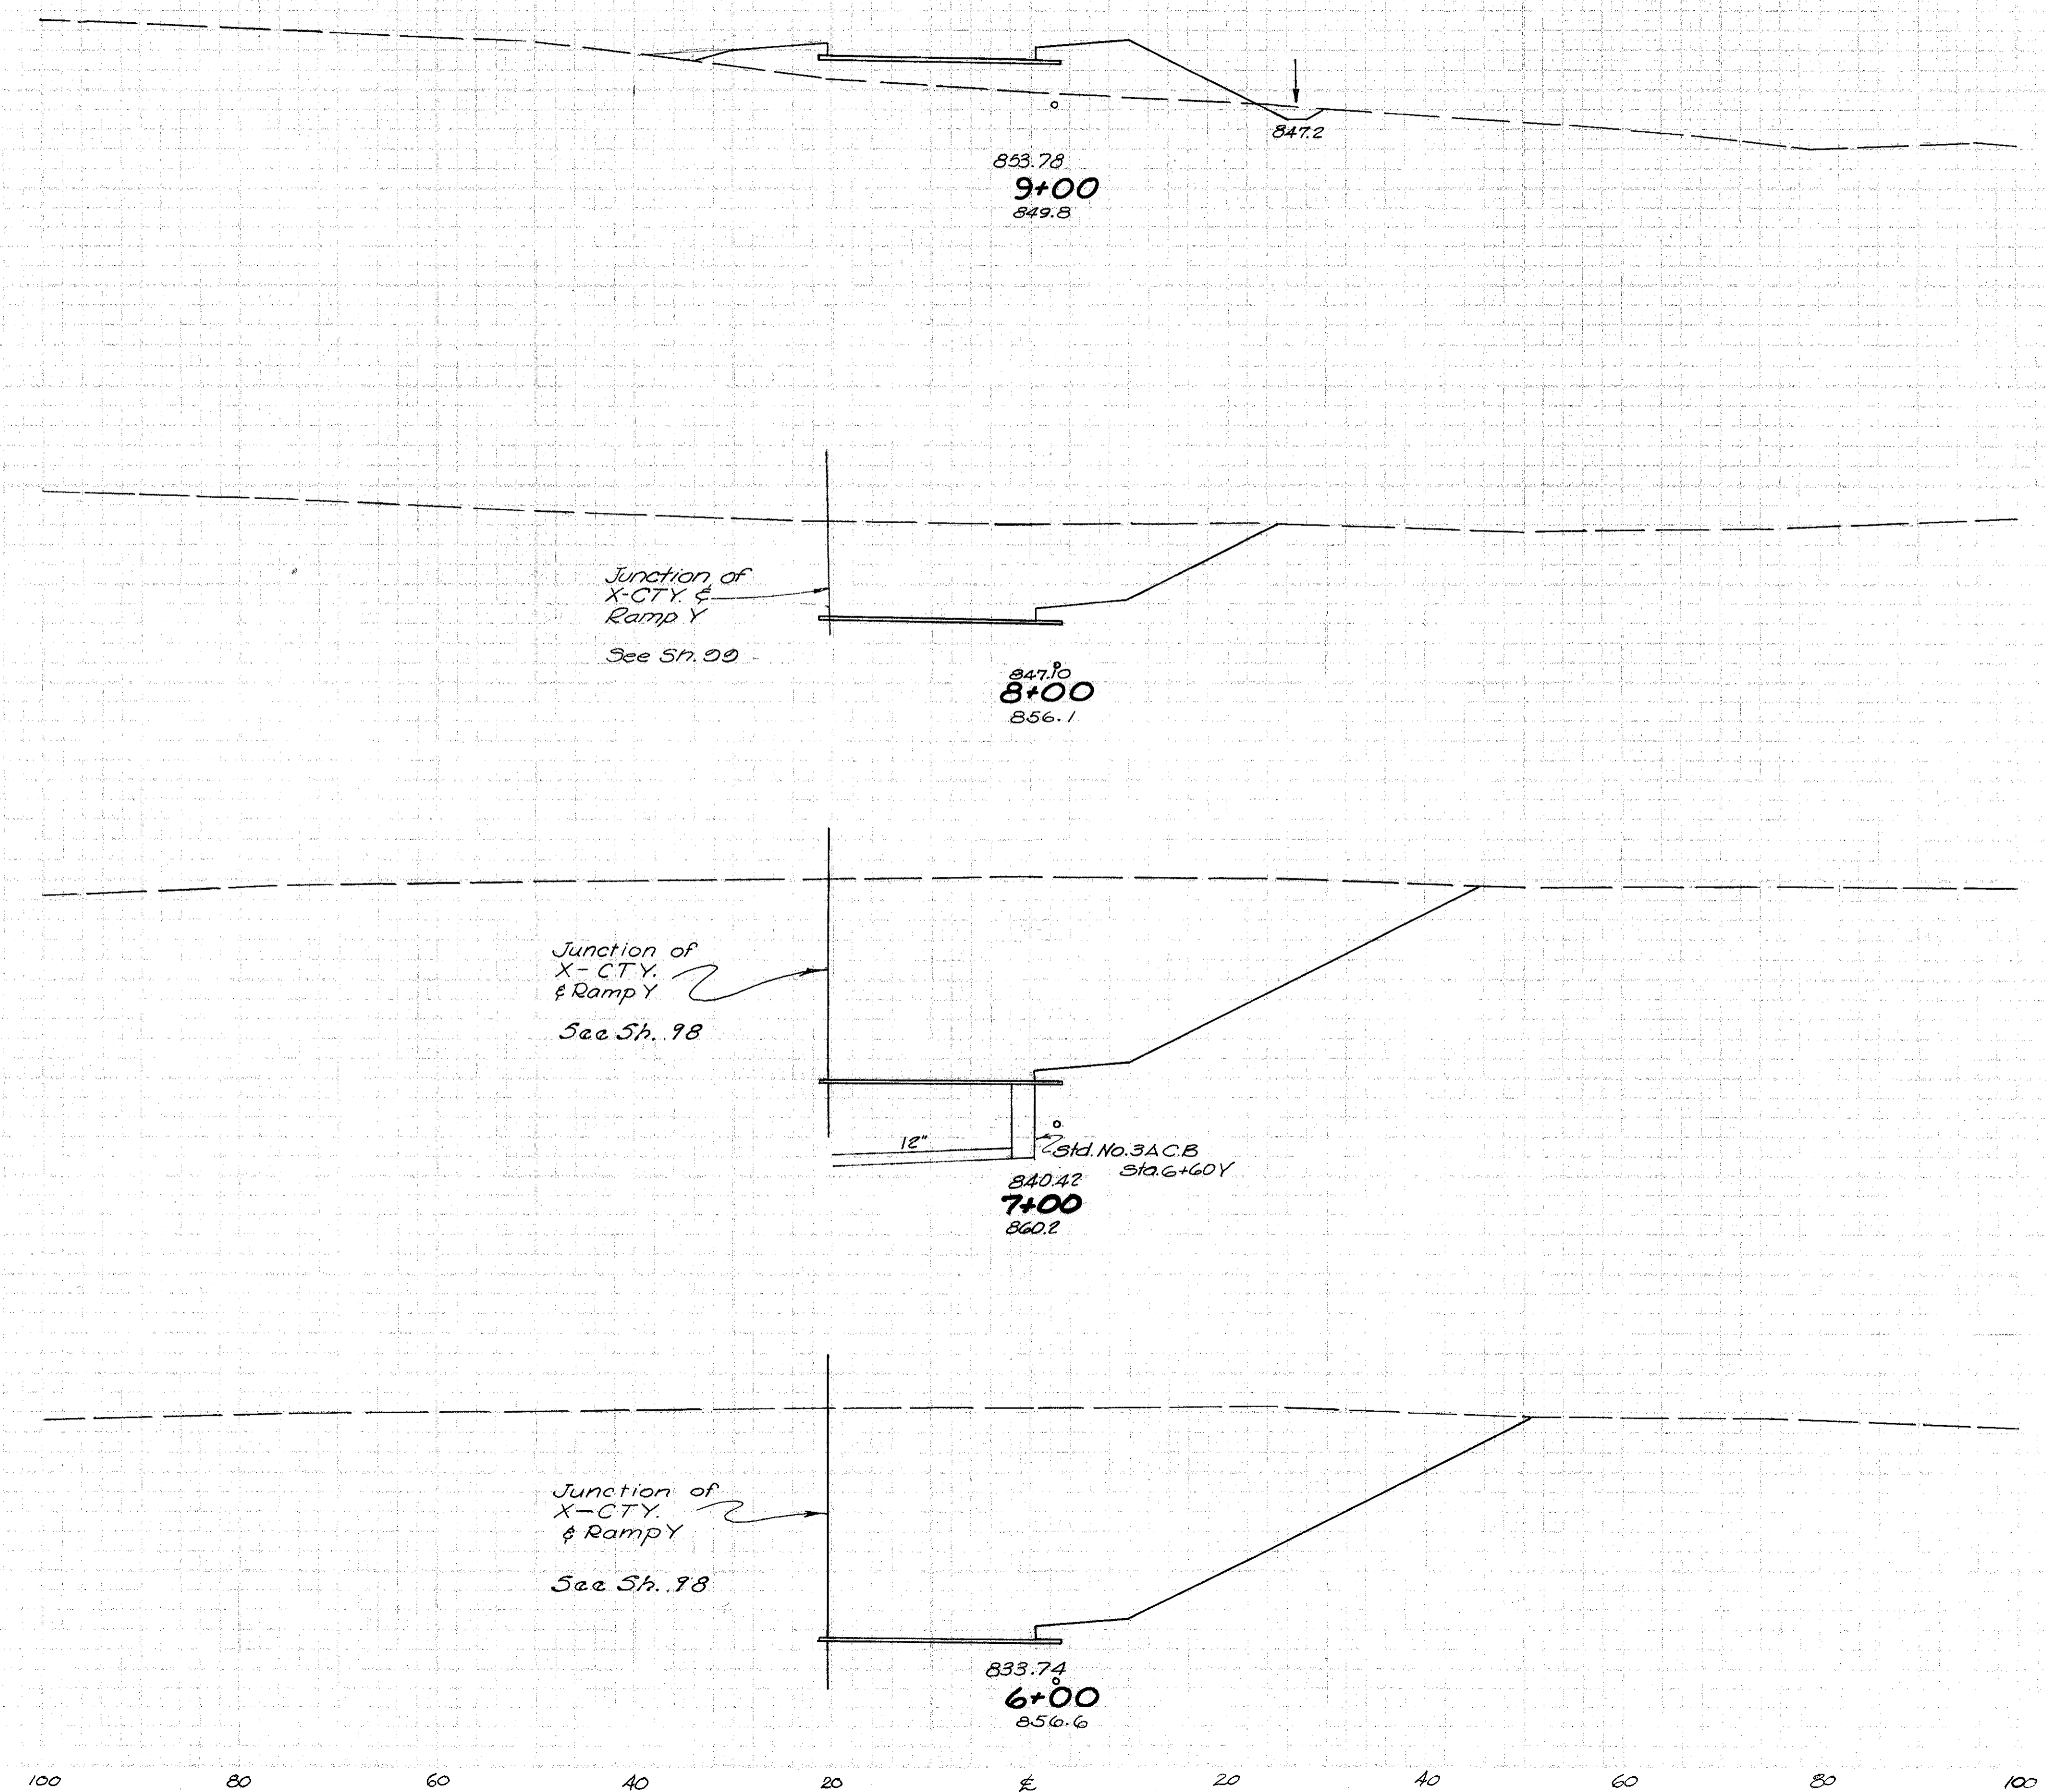 847.2
853.78
9+00
849.8
Junction of
X-CTY. &
Ramp Y
See Sh. 99
847.10
8+00
856.1
Junction of
X-CTY.
& Ramp Y
See Sh. 98
12"
Std. No. 3A C.B
Sta. 6+60Y
840.42
7+00
860.2
Junction of
X-CTY.
& Ramp Y
See Sh. 98
833.74
6+00
856.6
100 80 60 40 20 ℄ 20 40 60 80 100